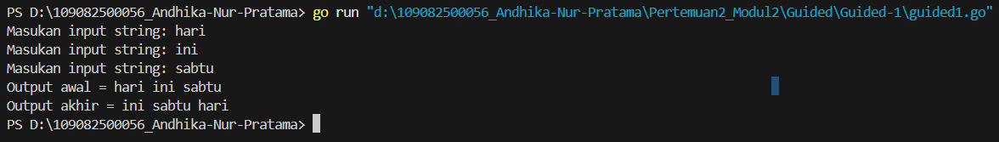 PS D:\109082500056_Andhika-Nur-Pratama> go run "d:\109082500056_Andhika-Nur-Pratama\Pertemuan2_Modul2\Guided\Guided-1\guided1.go"
Masukan input string: hari
Masukan input string: ini
Masukan input string: sabtu
Output awal = hari ini sabtu
Output akhir = ini sabtu hari
PS D:\109082500056_Andhika-Nur-Pratama>